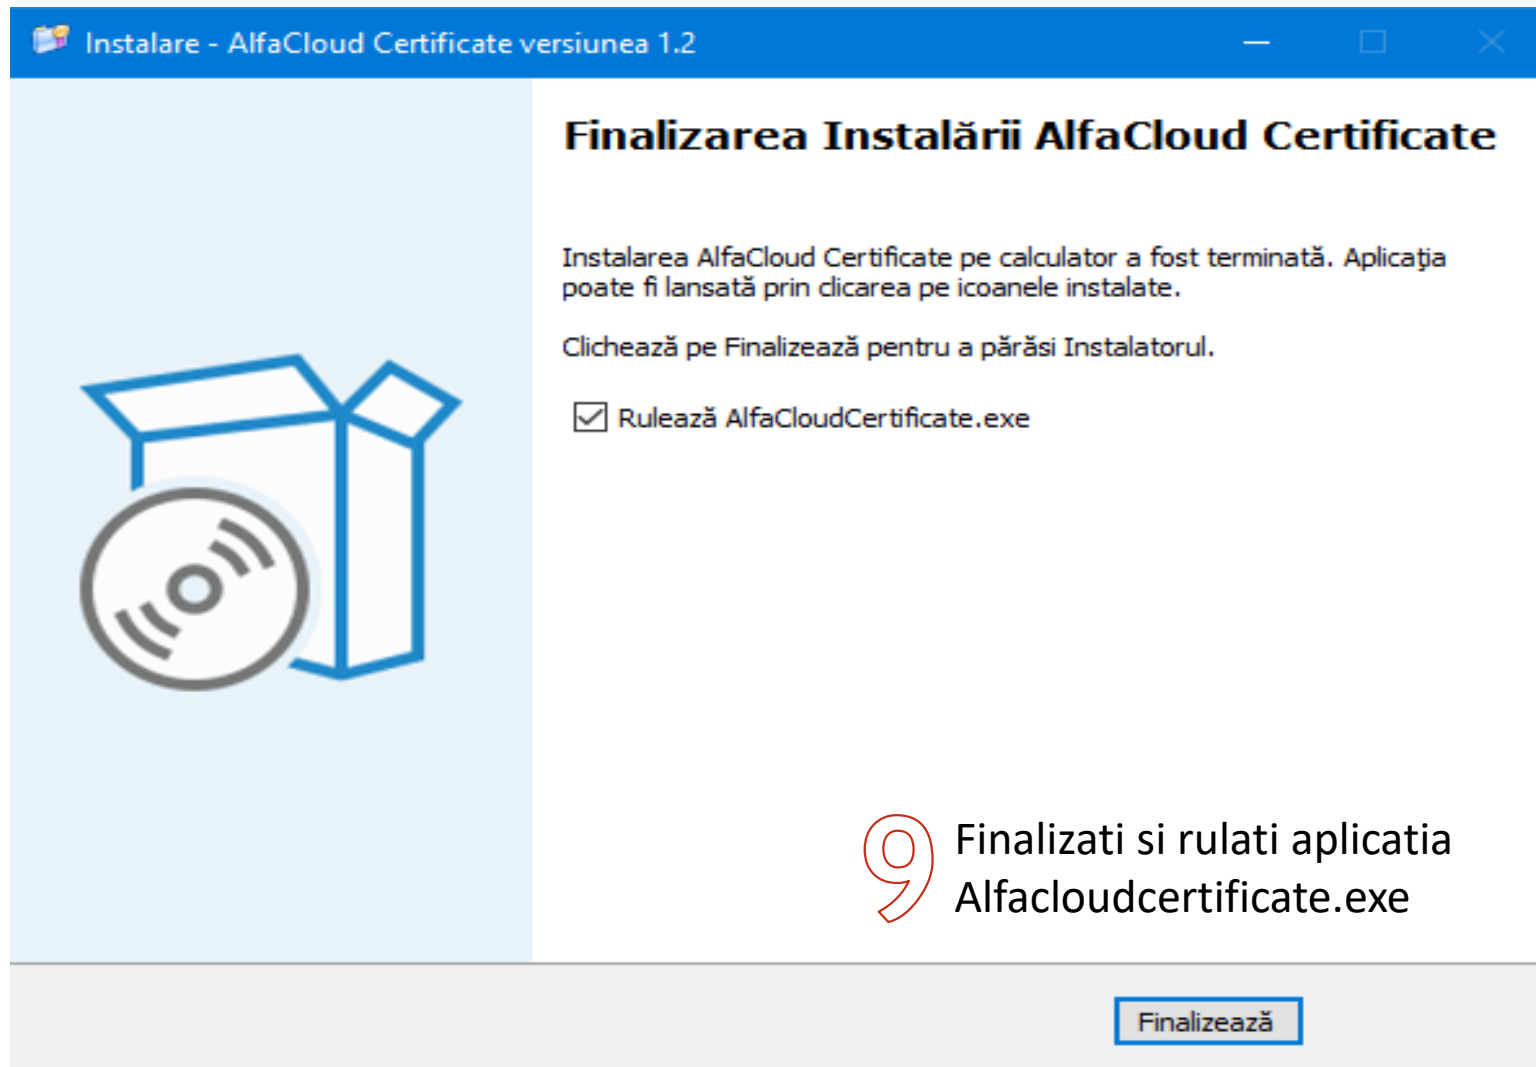 Instalare - AlfaCloud Certificate versiunea 1.2
Finalizarea Instalării AlfaCloud Certificate
Instalarea AlfaCloud Certificate pe calculator a fost terminată. Aplicaţia
poate fi lansată prin clicarea pe icoanele instalate.
Clichează pe Finalizează pentru a părăsi Instalatorul.
Rulează AlfaCloudCertificate.exe
9 Finalizati si rulati aplicatia
Alfacloudcertificate.exe
Finalizează